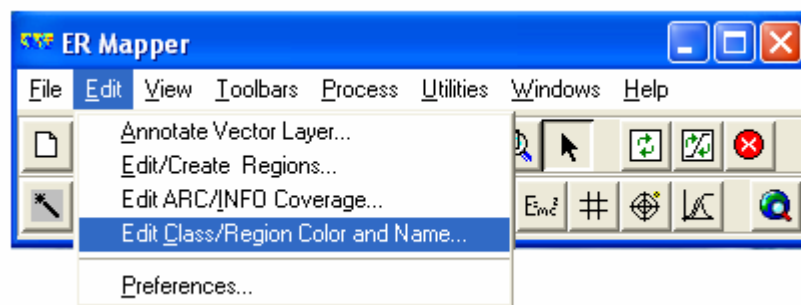 ER Mapper
File Edit View Toolbars Process Utilities Windows Help
Annotate Vector Layer...
Edit/Create Regions...
Edit ARC/INFO Coverage...
Edit Class/Region Color and Name...
Preferences...